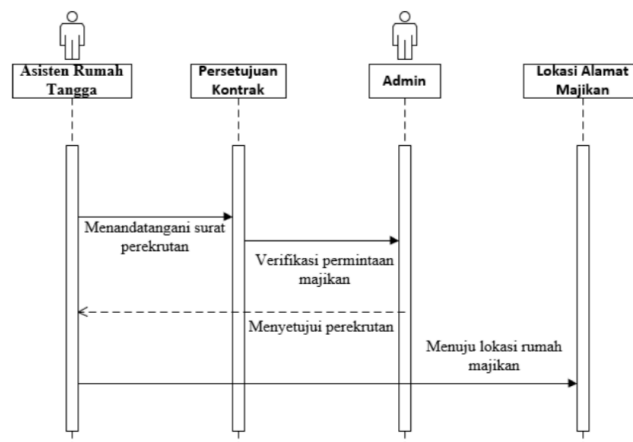 Asisten Rumah
Tangga
Persetujuan
Kontrak
Admin
Lokasi Alamat
Majikan
Menandatangani surat
perekrutan
Verifikasi permintaan
majikan
Menyetujui perekrutan
Menuju lokasi rumah
majikan